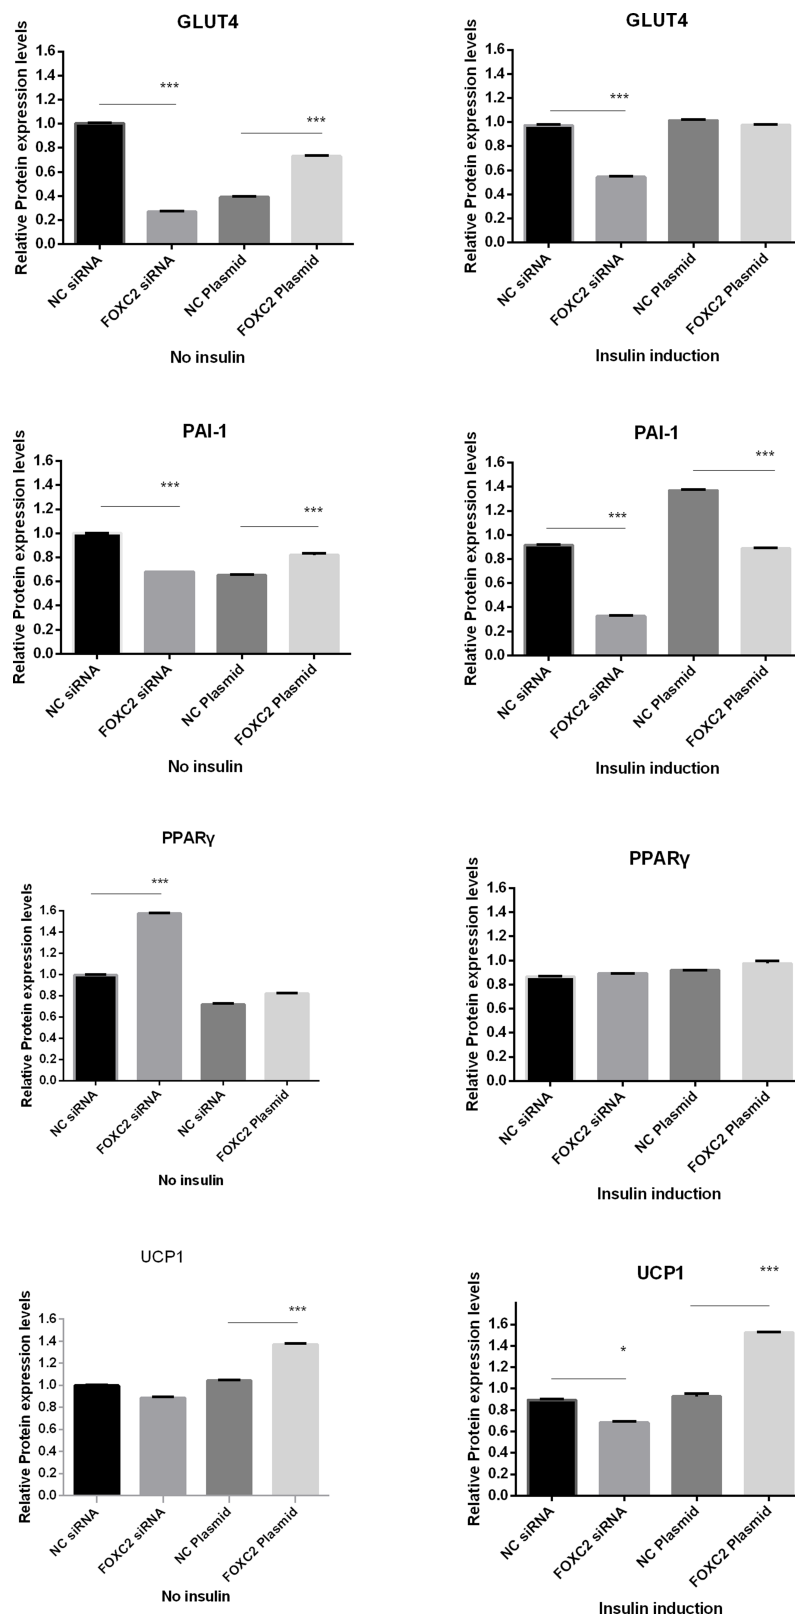 GLUT4
Relative Protein expression levels
1.6
1.4
1.2
1.0
0.8
0.6
0.4
0.2
0.0
***
***
NC siRNA
FOXC2 siRNA
NC Plasmid
FOXC2 Plasmid
No insulin
GLUT4
Relative Protein expression levels
1.6
1.4
1.2
1.0
0.8
0.6
0.4
0.2
0.0
***
NC siRNA
FOXC2 siRNA
NC Plasmid
FOXC2 Plasmid
Insulin induction
PAI-1
Relative Protein expression levels
1.6
1.4
1.2
1.0
0.8
0.6
0.4
0.2
0.0
***
***
NC siRNA
FOXC2 siRNA
NC Plasmid
FOXC2 Plasmid
No insulin
PAI-1
Relative Protein expression levels
1.6
1.4
1.2
1.0
0.8
0.6
0.4
0.2
0.0
***
***
NC siRNA
FOXC2 siRNA
NC Plasmid
FOXC2 Plasmid
Insulin induction
PPARγ
Relative Protein expression levels
1.6
1.4
1.2
1.0
0.8
0.6
0.4
0.2
0.0
***
NC siRNA
FOXC2 siRNA
NC siRNA
FOXC2 Plasmid
No insulin
PPARγ
Relative Protein expression levels
1.6
1.4
1.2
1.0
0.8
0.6
0.4
0.2
0.0
NC siRNA
FOXC2 siRNA
NC Plasmid
FOXC2 Plasmid
Insulin induction
UCP1
Relative Protein expression levels
1.6
1.4
1.2
1.0
0.8
0.6
0.4
0.2
0.0
***
NC siRNA
FOXC2 siRNA
NC Plasmid
FOXC2 Plasmid
No insulin
UCP1
Relative Protein expression levels
1.6
1.4
1.2
1.0
0.8
0.6
0.4
0.2
0.0
*
***
NC siRNA
FOXC2 siRNA
NC Plasmid
FOXC2 Plasmid
Insulin induction